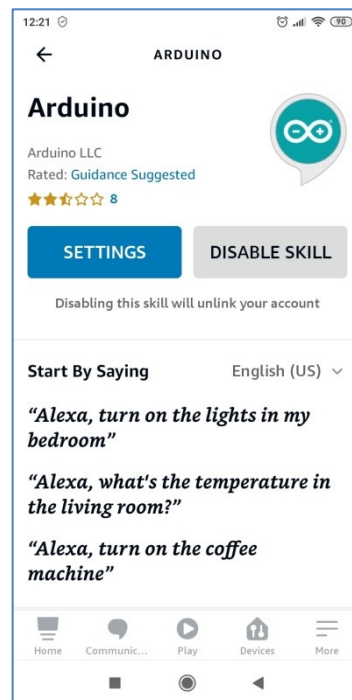 12:21
90
ARDUINO
Arduino
Arduino LLC
Rated: Guidance Suggested
8
SETTINGS
DISABLE SKILL
Disabling this skill will unlink your account
Start By Saying
English (US)
“Alexa, turn on the lights in my
bedroom”
“Alexa, what's the temperature in
the living room?”
“Alexa, turn on the coffee
machine”
Home
Communic...
Play
Devices
More